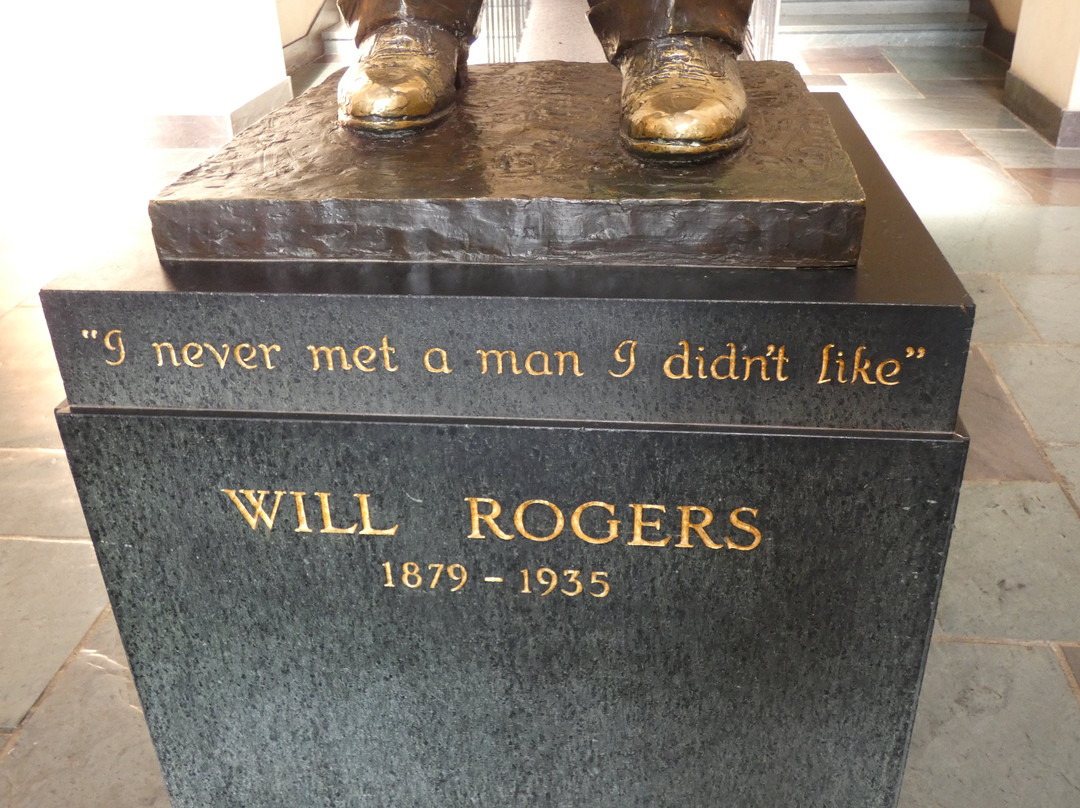 "I never met a man I didn't like"
WILL ROGERS
1879 - 1935